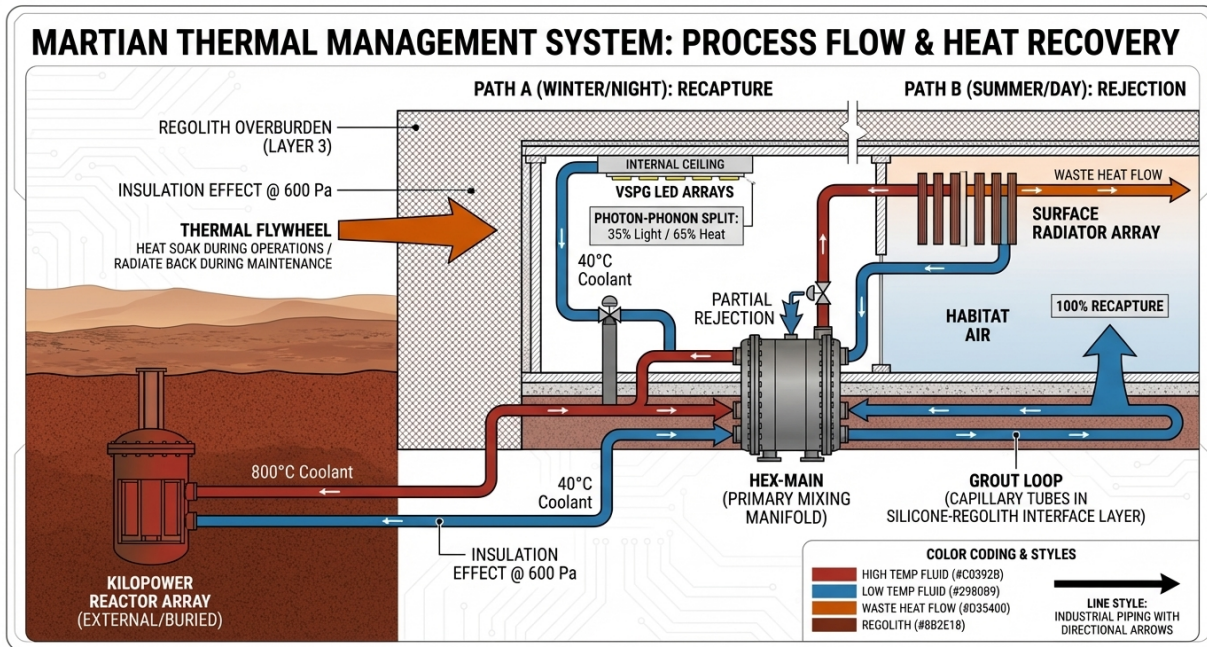 MARTIAN THERMAL MANAGEMENT SYSTEM: PROCESS FLOW & HEAT RECOVERY
PATH A (WINTER/NIGHT): RECAPTURE
PATH B (SUMMER/DAY): REJECTION
REGOLITH OVERBURDEN
(LAYER 3)
INSULATION EFFECT @ 600 Pa
THERMAL FLYWHEEL
HEAT SOAK DURING OPERATIONS /
RADIATE BACK DURING MAINTENANCE
INTERNAL CEILING
VSPG LED ARRAYS
PHOTON-PHONON SPLIT:
35% Light / 65% Heat
40°C
Coolant
PARTIAL
REJECTION
WASTE HEAT FLOW
SURFACE
RADIATOR ARRAY
HABITAT
AIR
100% RECAPTURE
800°C Coolant
40°C
Coolant
HEX-MAIN
(PRIMARY MIXING
MANIFOLD)
GROUT LOOP
(CAPILLARY TUBES IN
SILICONE-REGOLITH INTERFACE LAYER)
INSULATION
EFFECT @ 600 Pa
KILOPOWER
REACTOR ARRAY
(EXTERNAL/BURIED)
COLOR CODING & STYLES
HIGH TEMP FLUID (#C0392B)
LOW TEMP FLUID (#298089)
WASTE HEAT FLOW (#D35400)
REGOLITH (#8B2E18)
LINE STYLE:
INDUSTRIAL PIPING WITH
DIRECTIONAL ARROWS